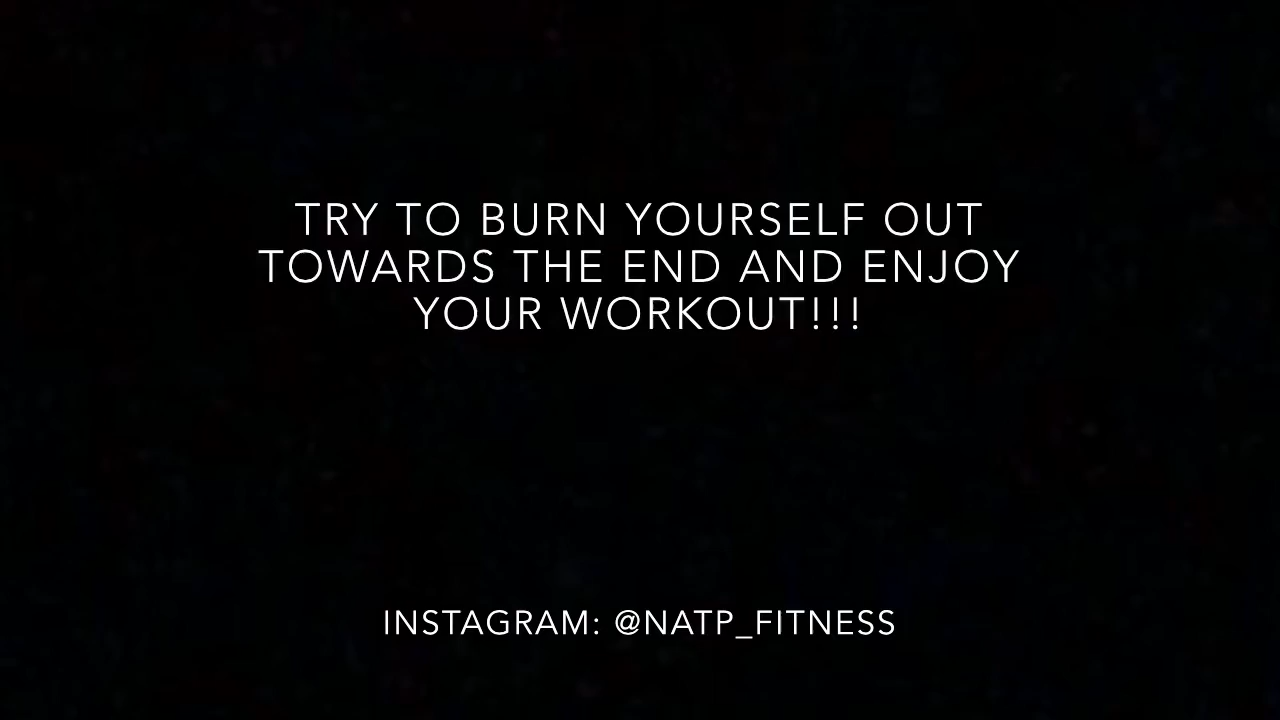 TRY TO BURN YOURSELF OUT
TOWARDS THE END AND ENJOY
YOUR WORKOUT!!!
INSTAGRAM: @NATP_FITNESS